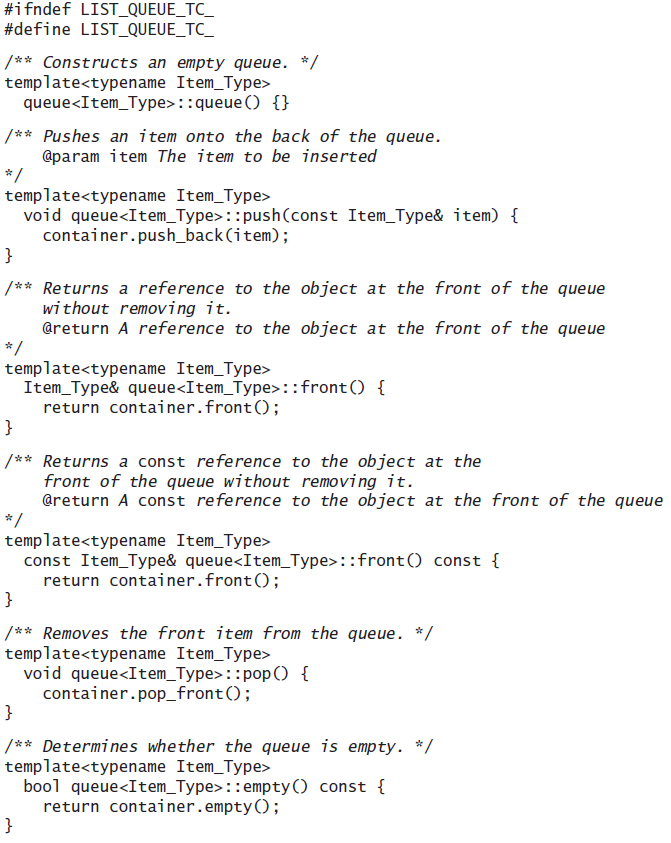 #ifndef LIST_QUEUE_TC_
#define LIST_QUEUE_TC_
/** Constructs an empty queue. */
template<typename Item_Type>
  queue<Item_Type>::queue() {}
/** Pushes an item onto the back of the queue.
    @param item The item to be inserted
*/
template<typename Item_Type>
  void queue<Item_Type>::push(const Item_Type& item) {
    container.push_back(item);
}
/** Returns a reference to the object at the front of the queue
    without removing it.
    @return A reference to the object at the front of the queue
*/
template<typename Item_Type>
  Item_Type& queue<Item_Type>::front() {
    return container.front();
}
/** Returns a const reference to the object at the
    front of the queue without removing it.
    @return A const reference to the object at the front of the queue
*/
template<typename Item_Type>
  const Item_Type& queue<Item_Type>::front() const {
    return container.front();
}
/** Removes the front item from the queue. */
template<typename Item_Type>
  void queue<Item_Type>::pop() {
    container.pop_front();
}
/** Determines whether the queue is empty. */
template<typename Item_Type>
  bool queue<Item_Type>::empty() const {
    return container.empty();
}